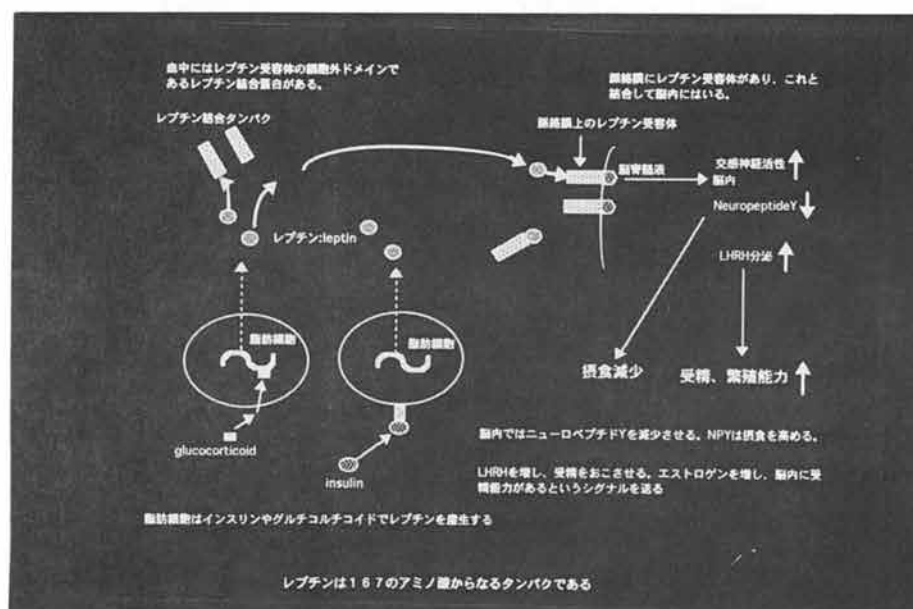 血中にはレプチン受容体の細胞外ドメインで
あるレプチン結合蛋白がある。
レプチン結合タンパク
脈絡膜にレプチン受容体があり、これと
結合して脳内にはいる。
脈絡膜上のレプチン受容体
脳脊髄液
交感神経活性
脳内
NeuropeptideY
レプチン:leptin
LHRH分泌
脂肪細胞
脂肪細胞
摂食減少
受精、繁殖能力
glucocorticoid
insulin
脳内ではニューロペプチドYを減少させる。NPYは摂食を高める。
LHRHを増し、受精をおこさせる。エストロゲンを増し、脳内に受
精能力があるというシグナルを送る
脂肪細胞はインスリンやグルチコルチコイドでレプチンを産生する
レプチンは167のアミノ酸からなるタンパクである